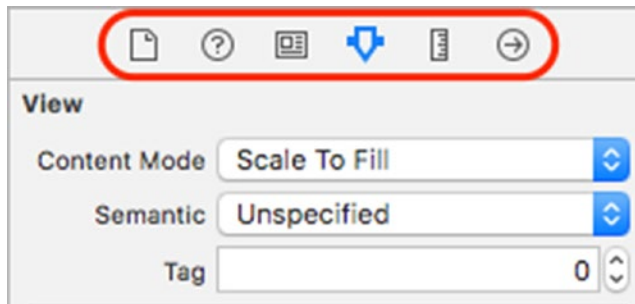 View
Content Mode Scale To Fill
Semantic Unspecified
Tag 0